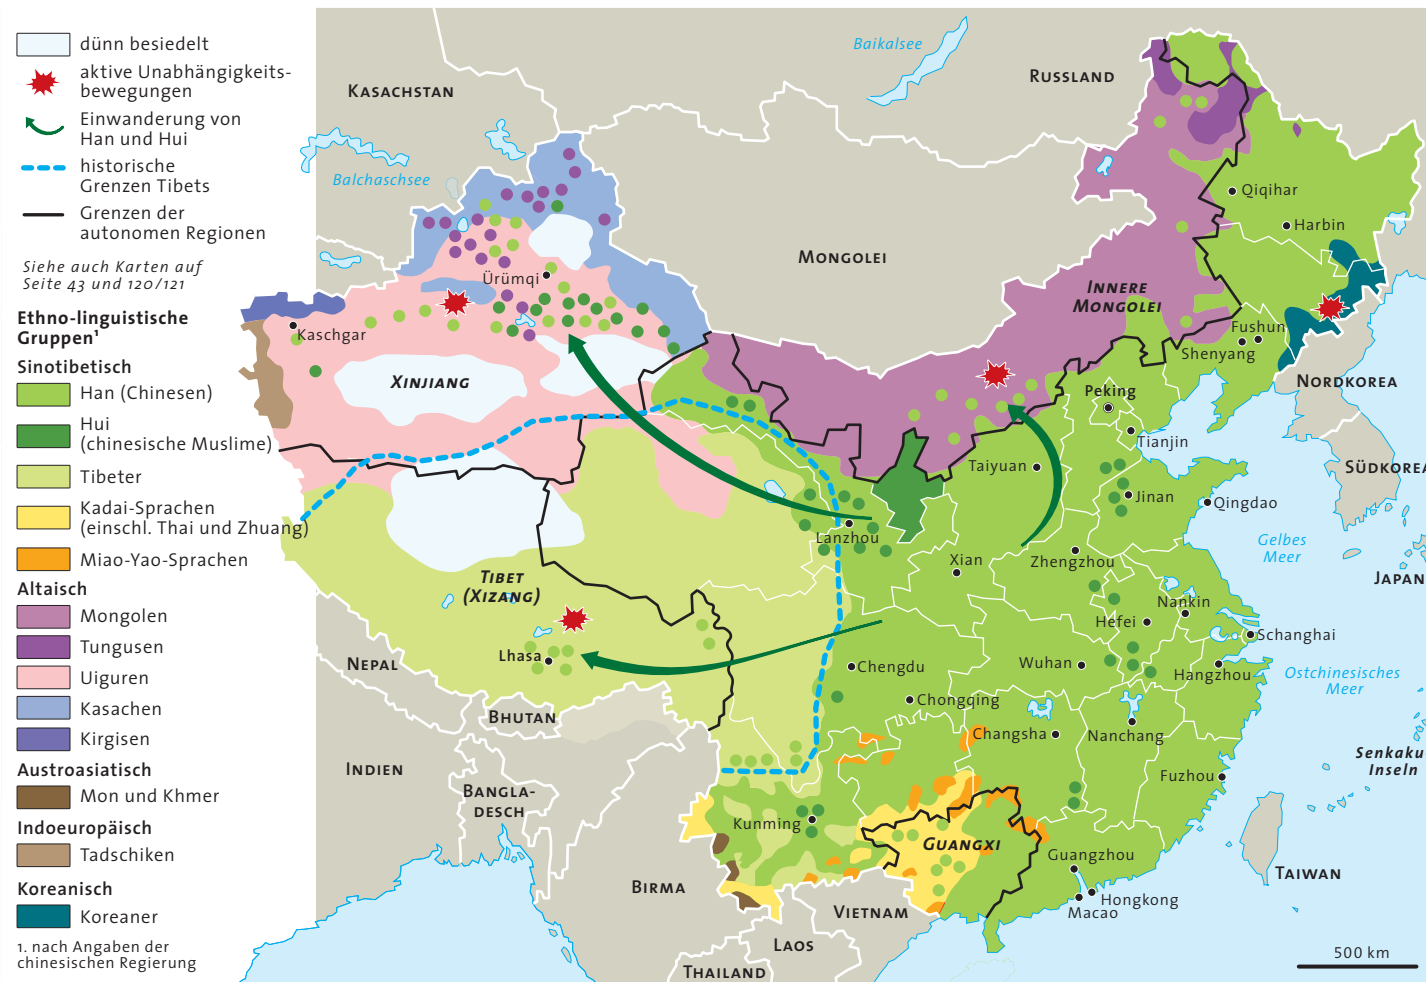 dünn besiedelt
aktive Unabhängigkeits-
bewegungen
Einwanderung von
Han und Hui
historische
Grenzen Tibets
Grenzen der
autonomen Regionen
Siehe auch Karten auf
Seite 43 und 120/121
Ethno-linguistische
Gruppen¹
Sinotibetisch
Han (Chinesen)
Hui
(chinesische Muslime)
Tibeter
Kadai-Sprachen
(einschl. Thai und Zhuang)
Miao-Yao-Sprachen
Altaisch
Mongolen
Tungusen
Uiguren
Kasachen
Kirgisen
Austroasiatisch
Mon und Khmer
Indoeuropäisch
Tadschiken
Koreanisch
Koreaner
1. nach Angaben der
chinesischen Regierung
KASACHSTAN
Baikalsee
RUSSLAND
Balchaschsee
MONGOLEI
Qiqihar
Harbin
Ürümqi
INNERE
MONGOLEI
Kaschgar
Fushun
Shenyang
XINJIANG
NORDKOREA
Peking
Tianjin
Taiyuan
SÜDKOREA
Jinan
Qingdao
Lanzhou
Gelbes
Meer
Xian
Zhengzhou
JAPAN
TIBET
(XIZANG)
Nankin
Hefei
Schanghai
Lhasa
NEPAL
Chengdu
Wuhan
Hangzhou
Ostchinesisches
Meer
Chongqing
BHUTAN
Changsha
Nanchang
Senkaku
Inseln
INDIEN
Fuzhou
BANGLA-
DESCH
Kunming
GUANGXI
Guangzhou
TAIWAN
BIRMA
Hongkong
Macao
VIETNAM
LAOS
THAILAND
500 km